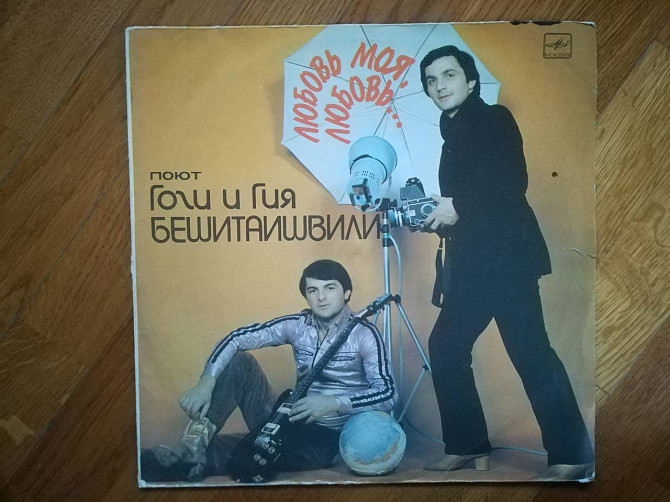 ЛЮБОВЬ МОЯ:
ЛЮБОВЬ...
ПОЮТ
Гоги и Гия
БЕШИТАИШВИЛИ